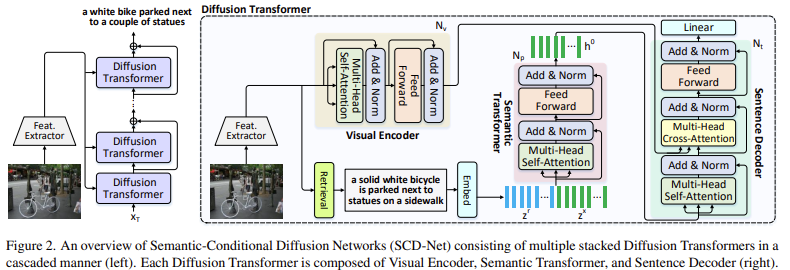 a white bike parked next
to a couple of statues
Diffusion
Transformer
Diffusion
Transformer
Diffusion
Transformer
Feat.
Extractor
x_T
Diffusion Transformer
N_v
Multi-Head
Self-Attention
Add & Norm
Feed
Forward
Add & Norm
Visual Encoder
Feat.
Extractor
Retrieval
a solid white bicycle
is parked next to
statues on a sidewalk
Embed
N_p
h^0
Add & Norm
Feed
Forward
Add & Norm
Multi-Head
Self-Attention
Semantic
Transformer
z^r
z^x
Linear
N_t
Add & Norm
Feed
Forward
Add & Norm
Multi-Head
Cross-Attention
Add & Norm
Multi-Head
Self-Attention
Sentence Decoder
Figure 2. An overview of Semantic-Conditional Diffusion Networks (SCD-Net) consisting of multiple stacked Diffusion Transformers in a
cascaded manner (left). Each Diffusion Transformer is composed of Visual Encoder, Semantic Transformer, and Sentence Decoder (right).